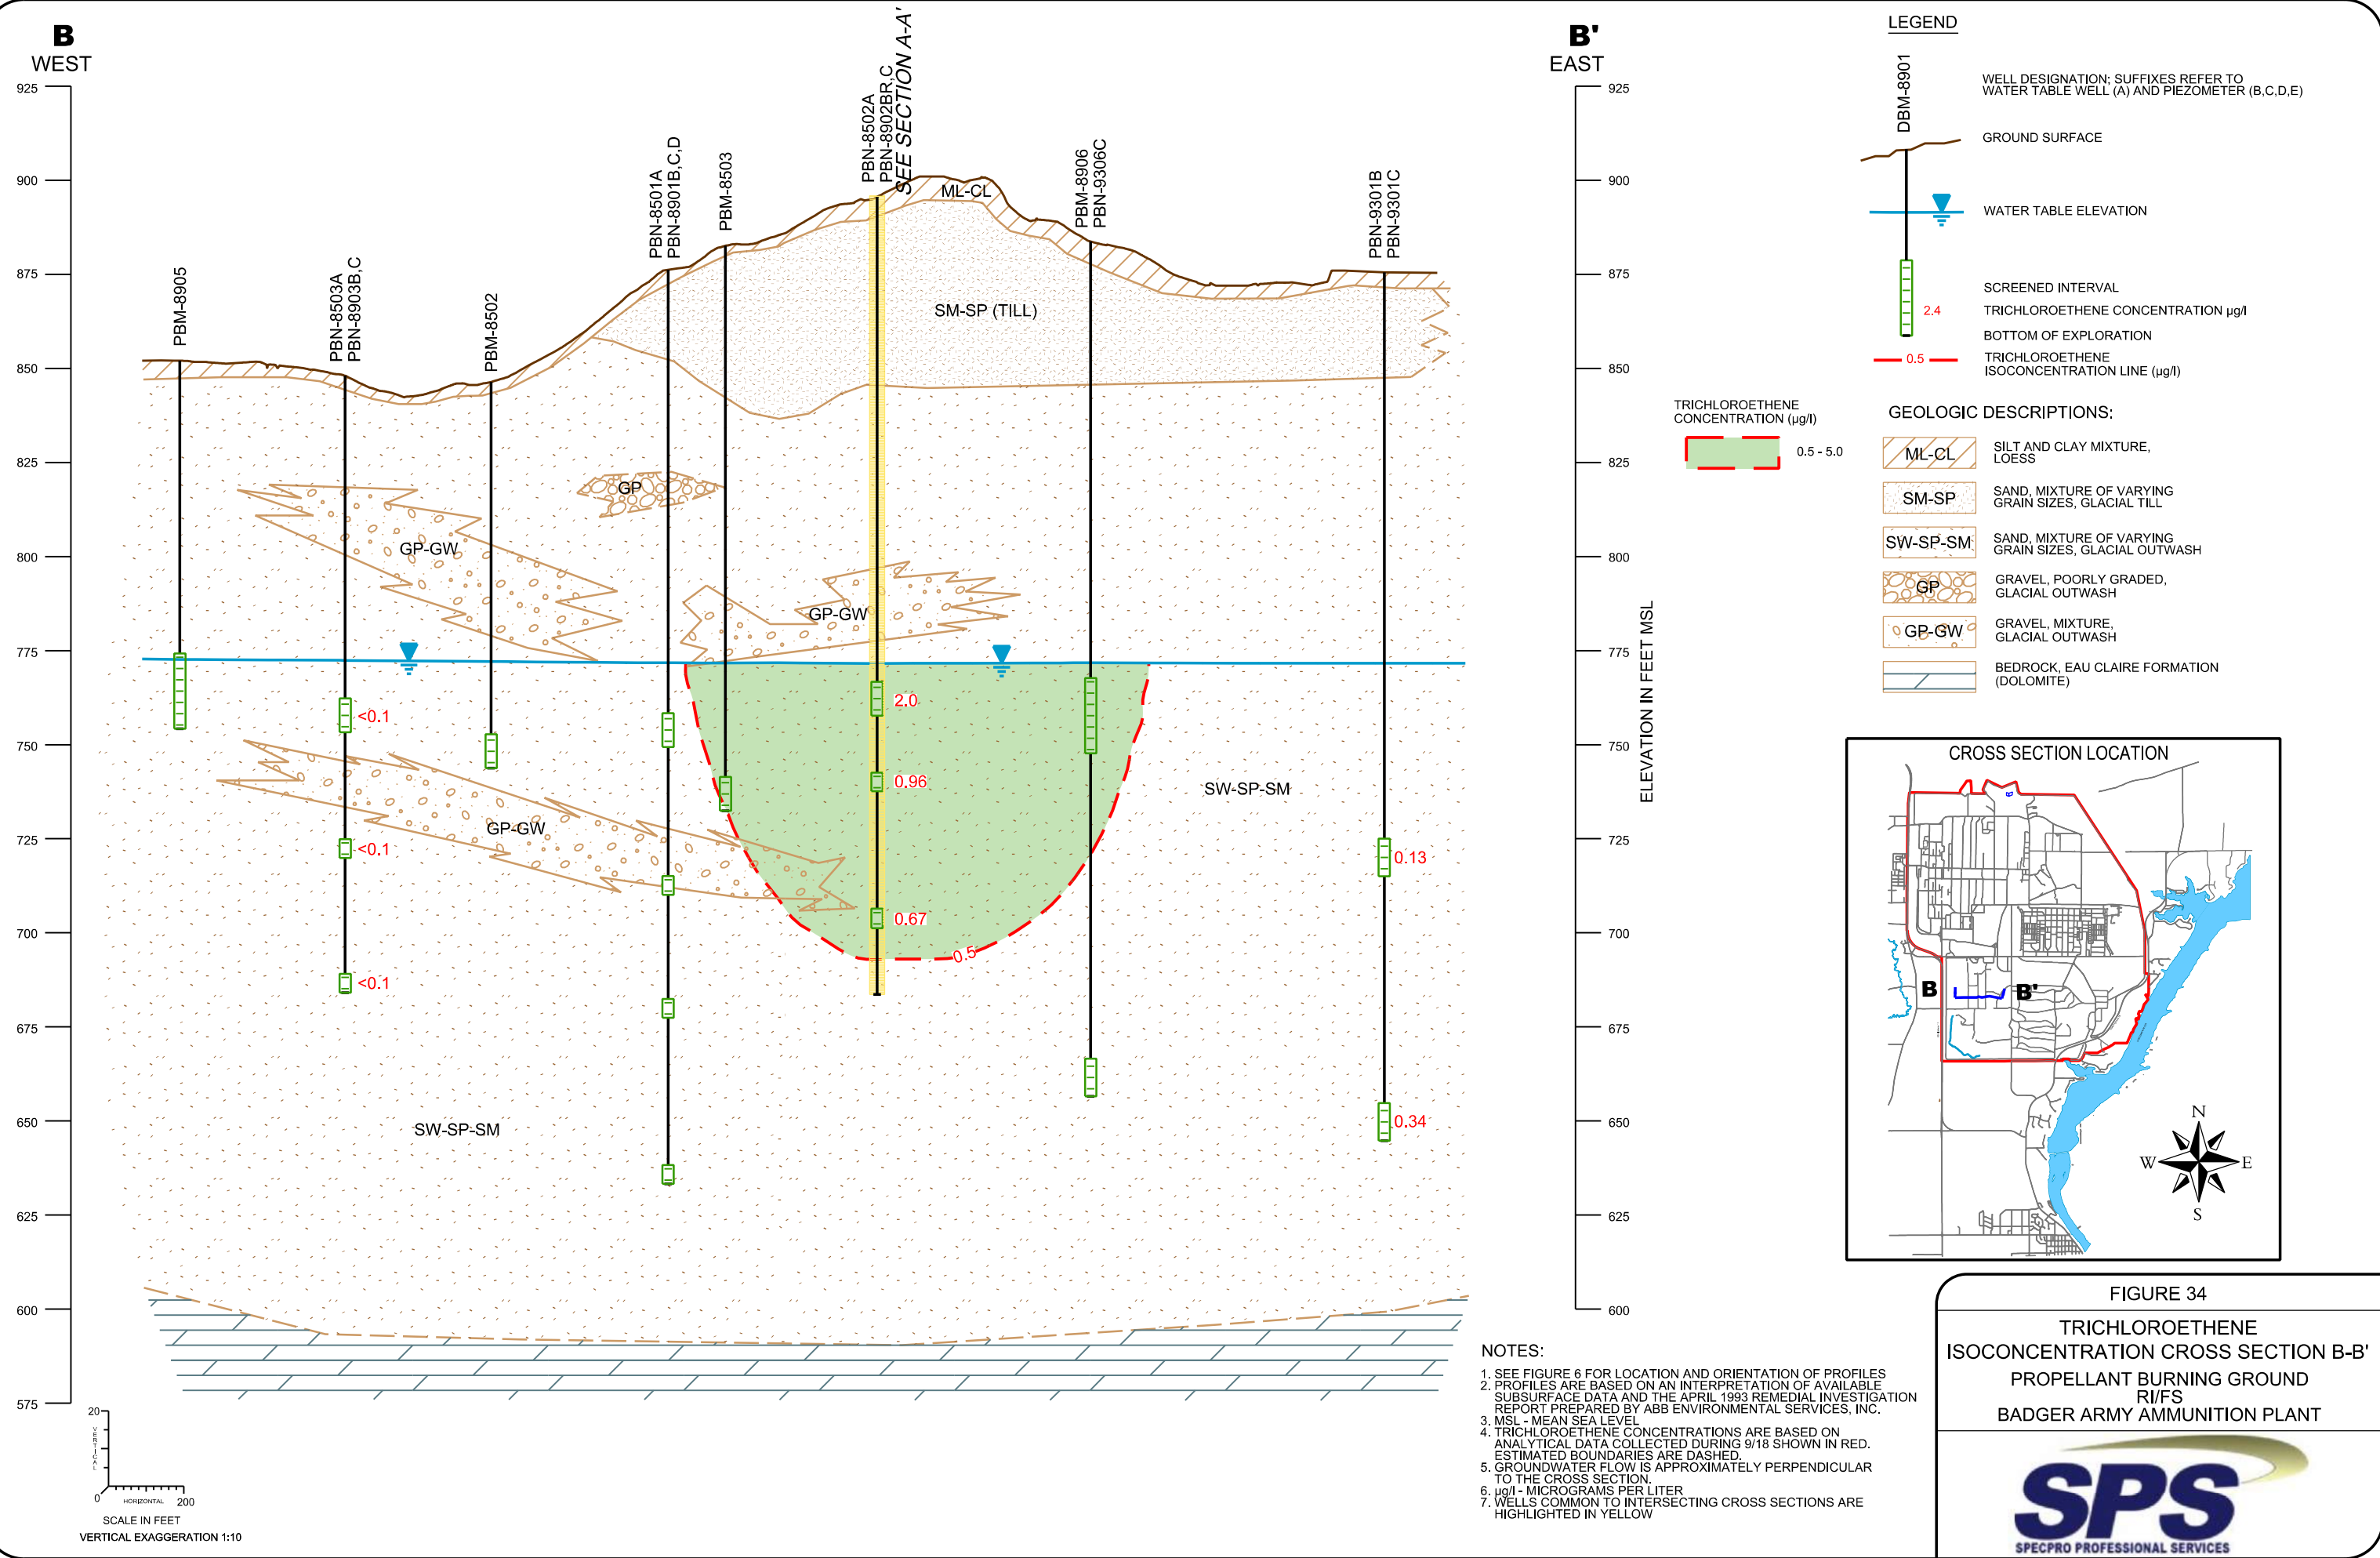 B
WEST
B'
EAST
925
900
875
850
825
800
775
750
725
700
675
650
625
600
575
PBM-8905
PBN-8503A
PBN-8903B,C
PBM-8502
PBN-8501A
PBN-8901B,C,D
PBM-8503
PBN-8502A
PBN-8902BR,C
SEE SECTION A-A'
PBM-8906
PBN-9306C
PBN-9301B
PBN-9301C
ML-CL
SM-SP (TILL)
GP
GP-GW
GP-GW
GP-GW
SW-SP-SM
SW-SP-SM
<0.1
<0.1
<0.1
2.0
0.96
0.67
0.5
0.13
0.34
925
900
875
850
825
800
775
750
725
700
675
650
625
600
ELEVATION IN FEET MSL
20
VERTICAL
0
HORIZONTAL
200
SCALE IN FEET
VERTICAL EXAGGERATION 1:10
LEGEND
DBM-8901
WELL DESIGNATION; SUFFIXES REFER TO
WATER TABLE WELL (A) AND PIEZOMETER (B,C,D,E)
GROUND SURFACE
WATER TABLE ELEVATION
SCREENED INTERVAL
2.4
TRICHLOROETHENE CONCENTRATION µg/l
BOTTOM OF EXPLORATION
0.5
TRICHLOROETHENE
ISOCONCENTRATION LINE (µg/l)
TRICHLOROETHENE
CONCENTRATION (µg/l)
0.5 - 5.0
GEOLOGIC DESCRIPTIONS:
ML-CL
SILT AND CLAY MIXTURE,
LOESS
SM-SP
SAND, MIXTURE OF VARYING
GRAIN SIZES, GLACIAL TILL
SW-SP-SM
SAND, MIXTURE OF VARYING
GRAIN SIZES, GLACIAL OUTWASH
GP
GRAVEL, POORLY GRADED,
GLACIAL OUTWASH
GP-GW
GRAVEL, MIXTURE,
GLACIAL OUTWASH
BEDROCK, EAU CLAIRE FORMATION
(DOLOMITE)
CROSS SECTION LOCATION
B
B'
N
W
E
S
NOTES:
1. SEE FIGURE 6 FOR LOCATION AND ORIENTATION OF PROFILES
2. PROFILES ARE BASED ON AN INTERPRETATION OF AVAILABLE
SUBSURFACE DATA AND THE APRIL 1993 REMEDIAL INVESTIGATION
REPORT PREPARED BY ABB ENVIRONMENTAL SERVICES, INC.
3. MSL - MEAN SEA LEVEL
4. TRICHLOROETHENE CONCENTRATIONS ARE BASED ON
ANALYTICAL DATA COLLECTED DURING 9/18 SHOWN IN RED.
ESTIMATED BOUNDARIES ARE DASHED.
5. GROUNDWATER FLOW IS APPROXIMATELY PERPENDICULAR
TO THE CROSS SECTION.
6. µg/l - MICROGRAMS PER LITER
7. WELLS COMMON TO INTERSECTING CROSS SECTIONS ARE
HIGHLIGHTED IN YELLOW
FIGURE 34
TRICHLOROETHENE
ISOCONCENTRATION CROSS SECTION B-B'
PROPELLANT BURNING GROUND
RI/FS
BADGER ARMY AMMUNITION PLANT
SPS
SPECPRO PROFESSIONAL SERVICES